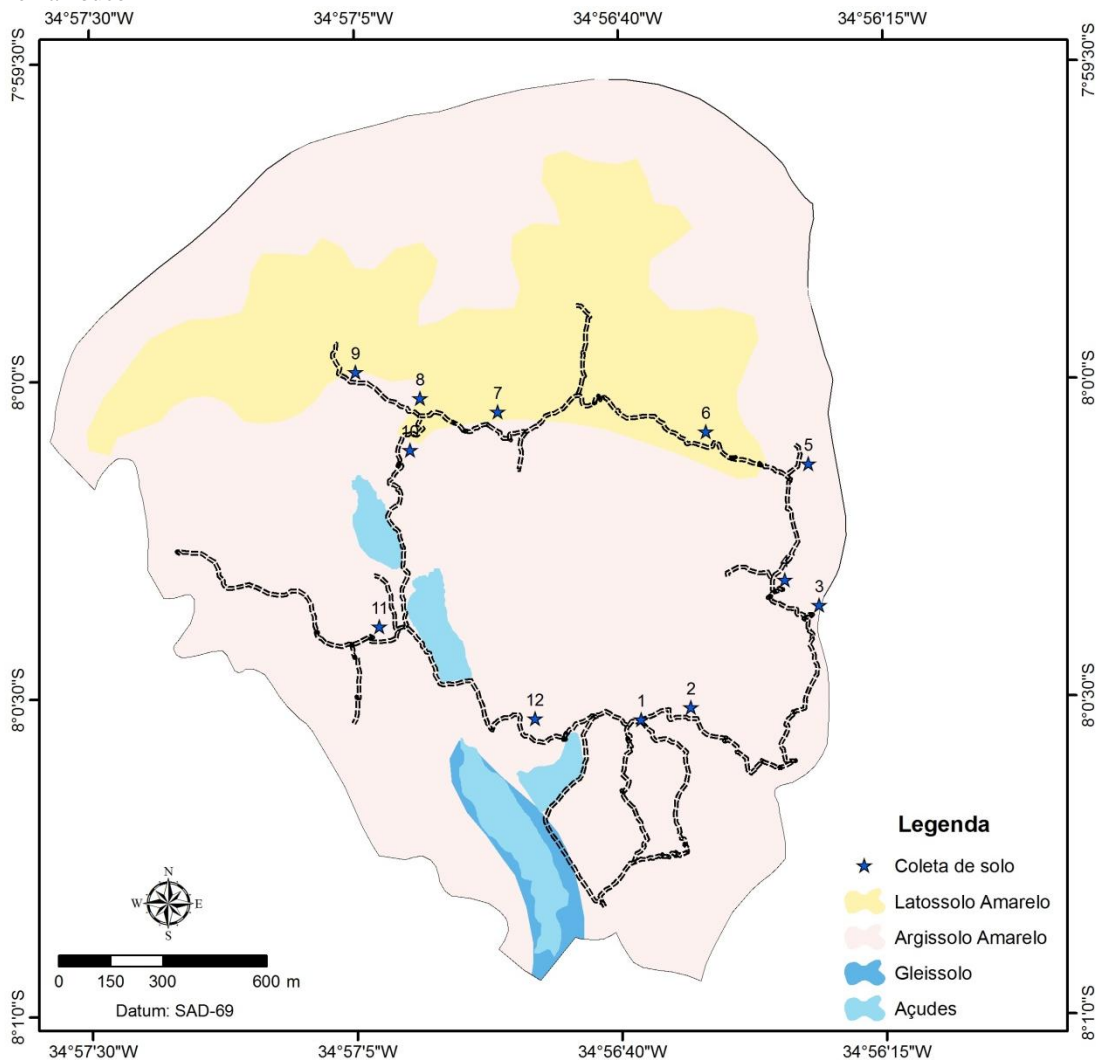 34°57'30"W 34°57'5"W 34°56'40"W 34°56'15"W
7°59'30"S 7°59'30"S
9
8°0'0"S 8°0'0"S
8
7
6
10
5
3
11
8°0'30"S 8°0'30"S
2
12 1
Legenda
Coleta de solo
Latossolo Amarelo
Argissolo Amarelo
Gleissolo
Açudes
N
W E
S
0 150 300 600 m
Datum: SAD-69
8°1'0"S 8°1'0"S
34°57'30"W 34°57'5"W 34°56'40"W 34°56'15"W